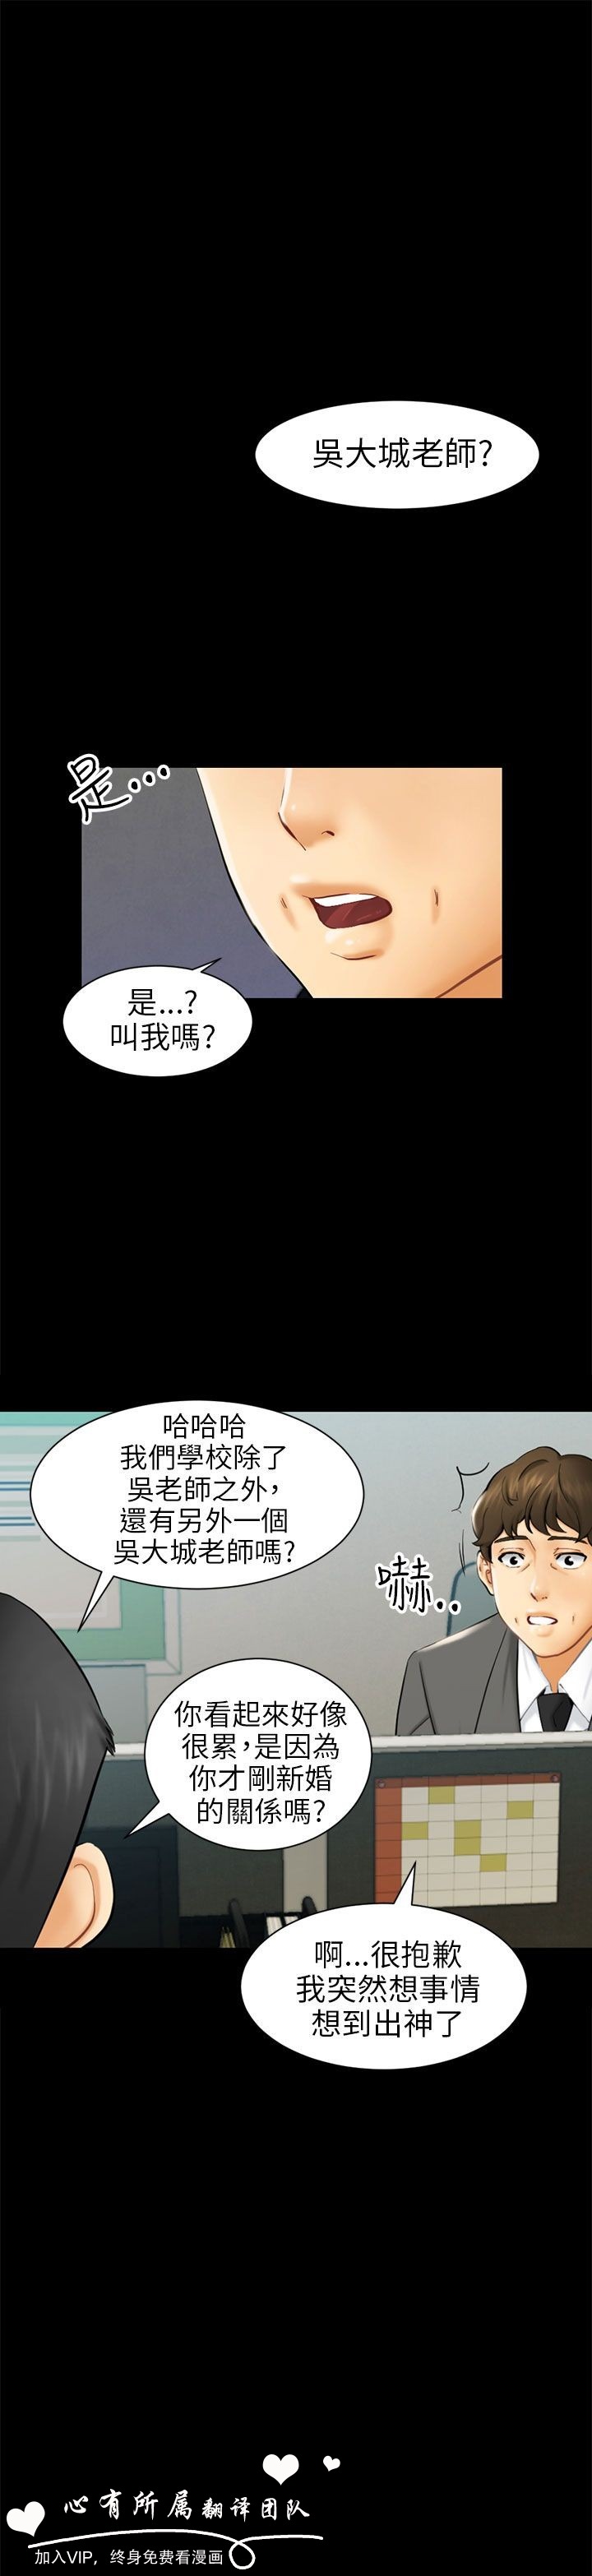 吳大城老師?
是...
是...?
叫我嗎?
哈哈哈
我們學校除了
吳老師之外,
還有另外一個
吳大城老師嗎?
嚇..
你看起來好像
很累,是因為
你才剛新婚
的關係嗎?
啊...很抱歉
我突然想事情
想到出神了
心有所属翻译团队
加入VIP，终身免费看漫画